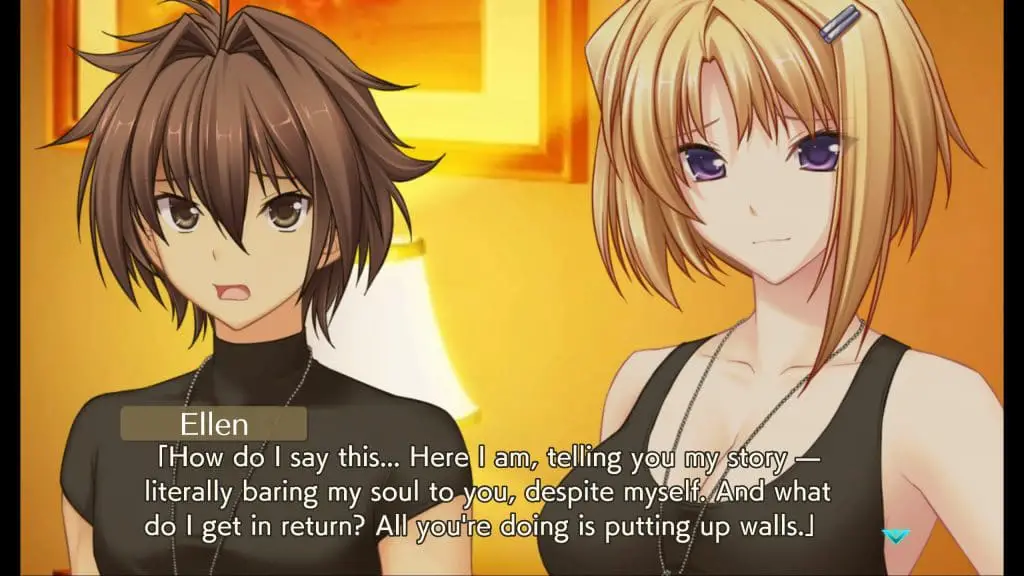 Ellen
「How do I say this... Here I am, telling you my story —
literally baring my soul to you, despite myself. And what
do I get in return? All you're doing is putting up walls.」